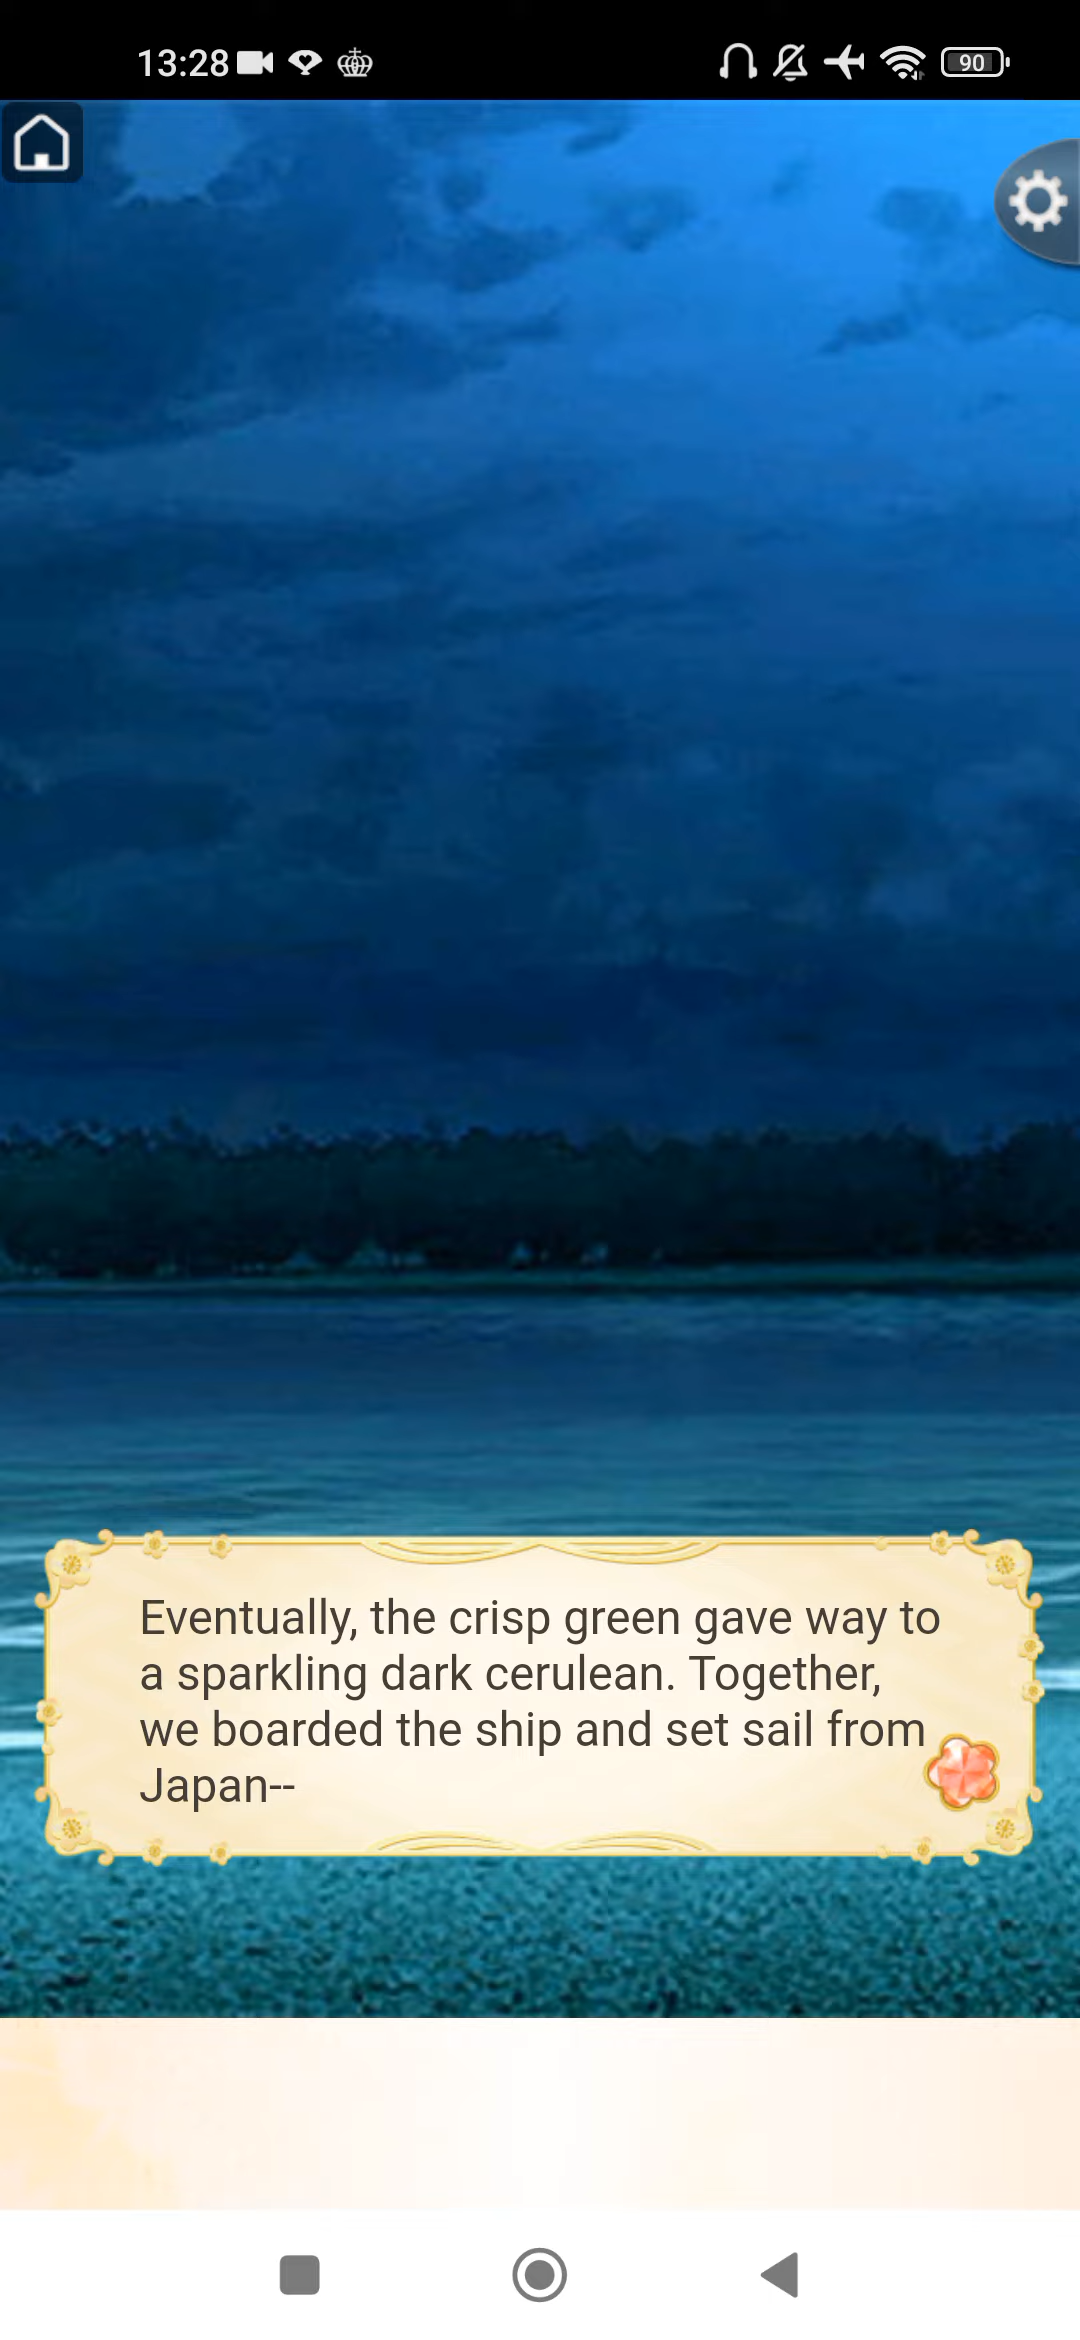 13:28
90
Eventually, the crisp green gave way to
a sparkling dark cerulean. Together,
we boarded the ship and set sail from
Japan--